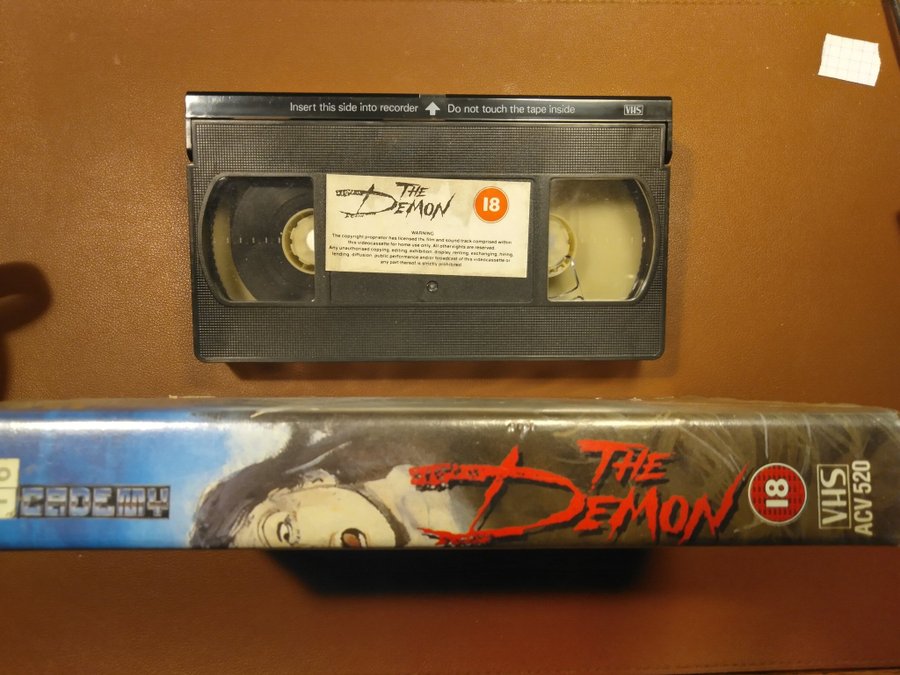 Insert this side into recorder Do not touch the tape inside VHS
THE
DEMON
18
WARNING
The copyright proprietor has licensed the film and sound track comprised within
this videocassette for home use only. All other rights are reserved.
Any unauthorised copying, editing, exhibition, display, renting, exchanging, hiring,
lending, diffusion, public performance and/or broadcast of this videocassette or
any part thereof is strictly prohibited.
CADEMY
THE
DEMON
18
VHS
ACV-520